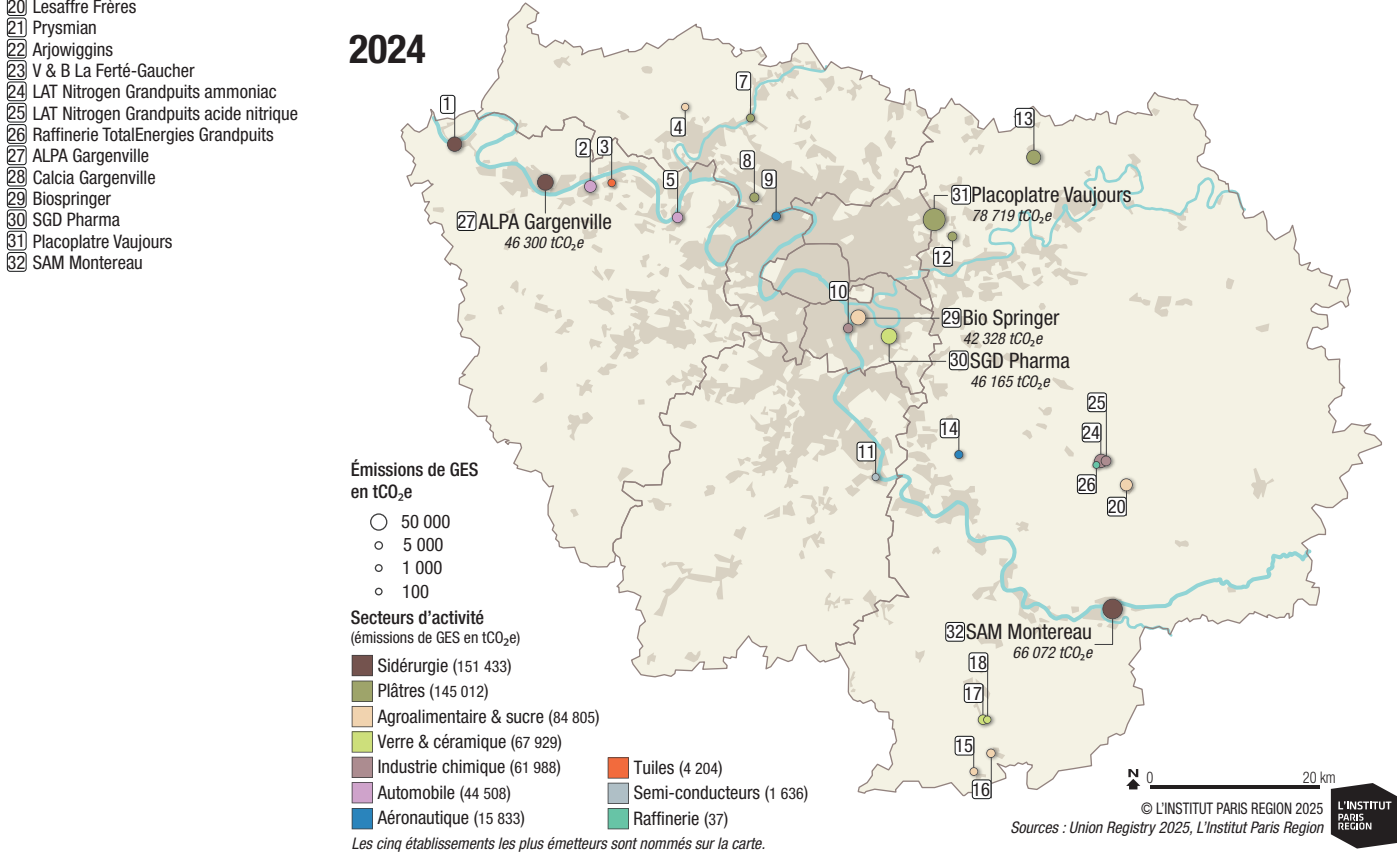 20 Lesaffre Frères
21 Prysmian
22 Arjowiggins
23 V & B La Ferté-Gaucher
24 LAT Nitrogen Grandpuits ammoniac
25 LAT Nitrogen Grandpuits acide nitrique
26 Raffinerie TotalEnergies Grandpuits
27 ALPA Gargenville
28 Calcia Gargenville
29 Biospringer
30 SGD Pharma
31 Placoplatre Vaujours
32 SAM Montereau
2024
1
2
3
4
5
7
8
9
13
27 ALPA Gargenville
46 300 tCO₂e
31 Placoplatre Vaujours
78 719 tCO₂e
12
10
29 Bio Springer
42 328 tCO₂e
30 SGD Pharma
46 165 tCO₂e
25
24
14
11
26
20
32 SAM Montereau
66 072 tCO₂e
18
17
15
16
Émissions de GES
en tCO₂e
50 000
5 000
1 000
100
Secteurs d’activité
(émissions de GES en tCO₂e)
Sidérurgie (151 433)
Plâtres (145 012)
Agroalimentaire & sucre (84 805)
Verre & céramique (67 929)
Industrie chimique (61 988)
Automobile (44 508)
Aéronautique (15 833)
Tuiles (4 204)
Semi-conducteurs (1 636)
Raffinerie (37)
Les cinq établissements les plus émetteurs sont nommés sur la carte.
N
0 20 km
© L’INSTITUT PARIS REGION 2025
Sources : Union Registry 2025, L’Institut Paris Region
L’INSTITUT
PARIS
REGION